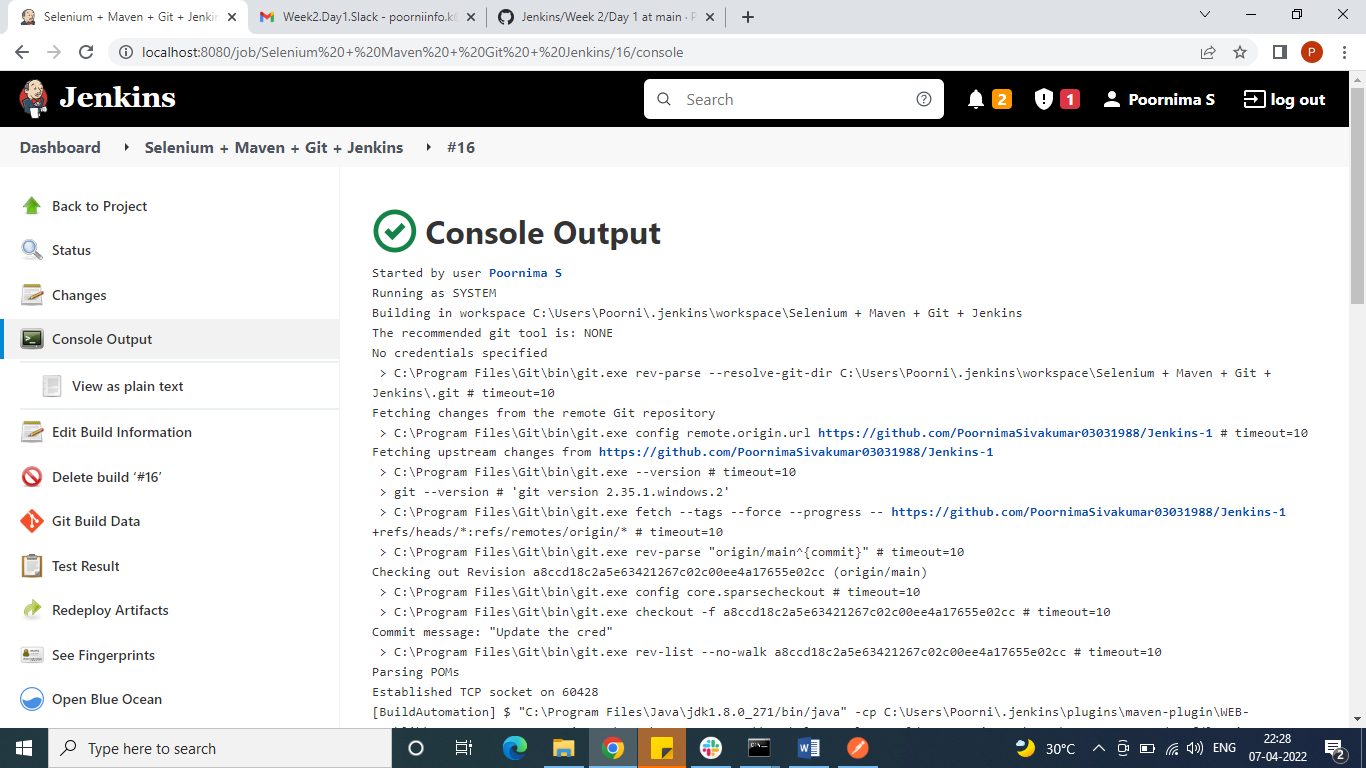 Selenium + Maven + Git + Jenkin
Week2.Day1.Slack - poorniinfo.k
Jenkins/Week 2/Day 1 at main ·
localhost:8080/job/Selenium%20+%20Maven%20+%20Git%20+%20Jenkins/16/console
P
Jenkins
Search
2
1
Poornima S
log out
Dashboard
Selenium + Maven + Git + Jenkins
#16
Back to Project
Status
Changes
Console Output
View as plain text
Edit Build Information
Delete build ‘#16’
Git Build Data
Test Result
Redeploy Artifacts
See Fingerprints
Open Blue Ocean
Console Output
Started by user Poornima S
Running as SYSTEM
Building in workspace C:\Users\Poorni\.jenkins\workspace\Selenium + Maven + Git + Jenkins
The recommended git tool is: NONE
No credentials specified
> C:\Program Files\Git\bin\git.exe rev-parse --resolve-git-dir C:\Users\Poorni\.jenkins\workspace\Selenium + Maven + Git +
Jenkins\.git # timeout=10
Fetching changes from the remote Git repository
> C:\Program Files\Git\bin\git.exe config remote.origin.url https://github.com/PoornimaSivakumar03031988/Jenkins-1 # timeout=10
Fetching upstream changes from https://github.com/PoornimaSivakumar03031988/Jenkins-1
> C:\Program Files\Git\bin\git.exe --version # timeout=10
> git --version # 'git version 2.35.1.windows.2'
> C:\Program Files\Git\bin\git.exe fetch --tags --force --progress -- https://github.com/PoornimaSivakumar03031988/Jenkins-1
+refs/heads/*:refs/remotes/origin/* # timeout=10
> C:\Program Files\Git\bin\git.exe rev-parse "origin/main^{commit}" # timeout=10
Checking out Revision a8ccd18c2a5e63421267c02c00ee4a17655e02cc (origin/main)
> C:\Program Files\Git\bin\git.exe config core.sparsecheckout # timeout=10
> C:\Program Files\Git\bin\git.exe checkout -f a8ccd18c2a5e63421267c02c00ee4a17655e02cc # timeout=10
Commit message: "Update the cred"
> C:\Program Files\Git\bin\git.exe rev-list --no-walk a8ccd18c2a5e63421267c02c00ee4a17655e02cc # timeout=10
Parsing POMs
Established TCP socket on 60428
[BuildAutomation] $ "C:\Program Files\Java\jdk1.8.0_271/bin/java" -cp C:\Users\Poorni\.jenkins\plugins\maven-plugin\WEB-
Type here to search
30°C
ENG
22:28
07-04-2022
2